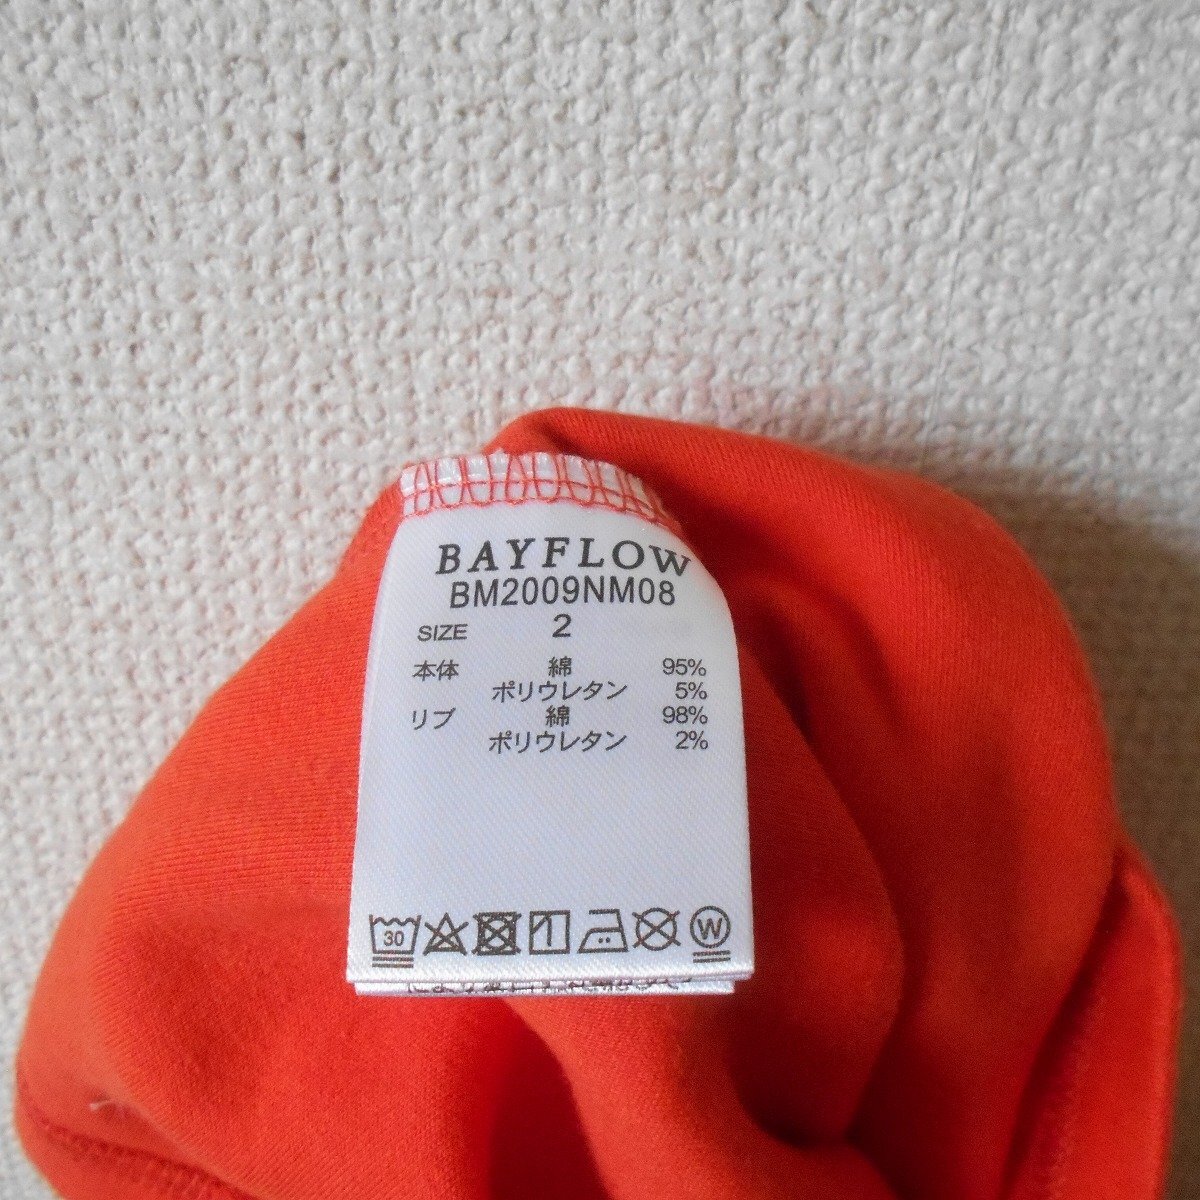 BAYFLOW
BM2009NM08
SIZE 2
本体 綿 95%
ポリウレタン 5%
リブ 綿 98%
ポリウレタン 2%
30 W